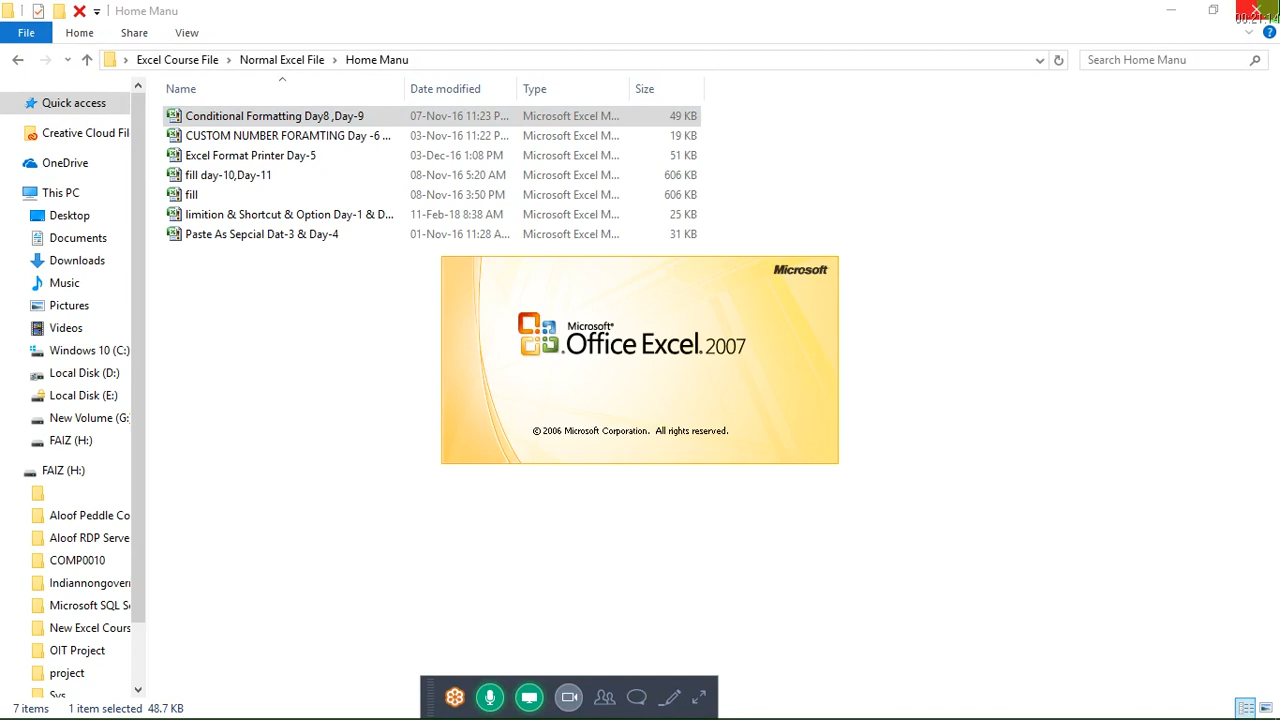 Home Manu
00:21:14
File Home Share View
Excel Course File Normal Excel File Home Manu
Search Home Manu
Name Date modified Type Size
Quick access
Creative Cloud Fil
OneDrive
This PC
Desktop
Documents
Downloads
Music
Pictures
Videos
Windows 10 (C:)
Local Disk (D:)
Local Disk (E:)
New Volume (G:
FAIZ (H:)
FAIZ (H:)
Aloof Peddle Co
Aloof RDP Serve
COMP0010
Indiannongover
Microsoft SQL Se
New Excel Cours
OIT Project
project
Sys
Conditional Formatting Day8 ,Day-9 07-Nov-16 11:23 P... Microsoft Excel M... 49 KB
CUSTOM NUMBER FORAMTING Day -6 ... 03-Nov-16 11:22 P... Microsoft Excel M... 19 KB
Excel Format Printer Day-5 03-Dec-16 1:08 PM Microsoft Excel M... 51 KB
fill day-10,Day-11 08-Nov-16 5:20 AM Microsoft Excel M... 606 KB
fill 08-Nov-16 3:50 PM Microsoft Excel M... 606 KB
limition & Shortcut & Option Day-1 & D... 11-Feb-18 8:38 AM Microsoft Excel M... 25 KB
Paste As Sepcial Dat-3 & Day-4 01-Nov-16 11:28 A... Microsoft Excel M... 31 KB
Microsoft
Microsoft
Office Excel 2007
© 2006 Microsoft Corporation. All rights reserved.
7 items 1 item selected 48.7 KB